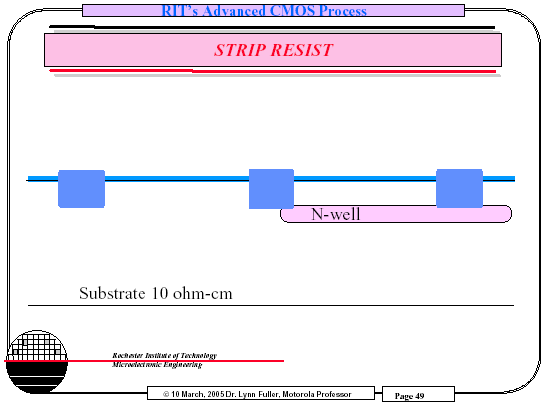 RIT's Advanced CMOS Process
STRIP RESIST
N-well
Substrate 10 ohm-cm
Rochester Institute of Technology
Microelectronic Engineering
© 10 March, 2005 Dr. Lynn Fuller, Motorola Professor
Page 49